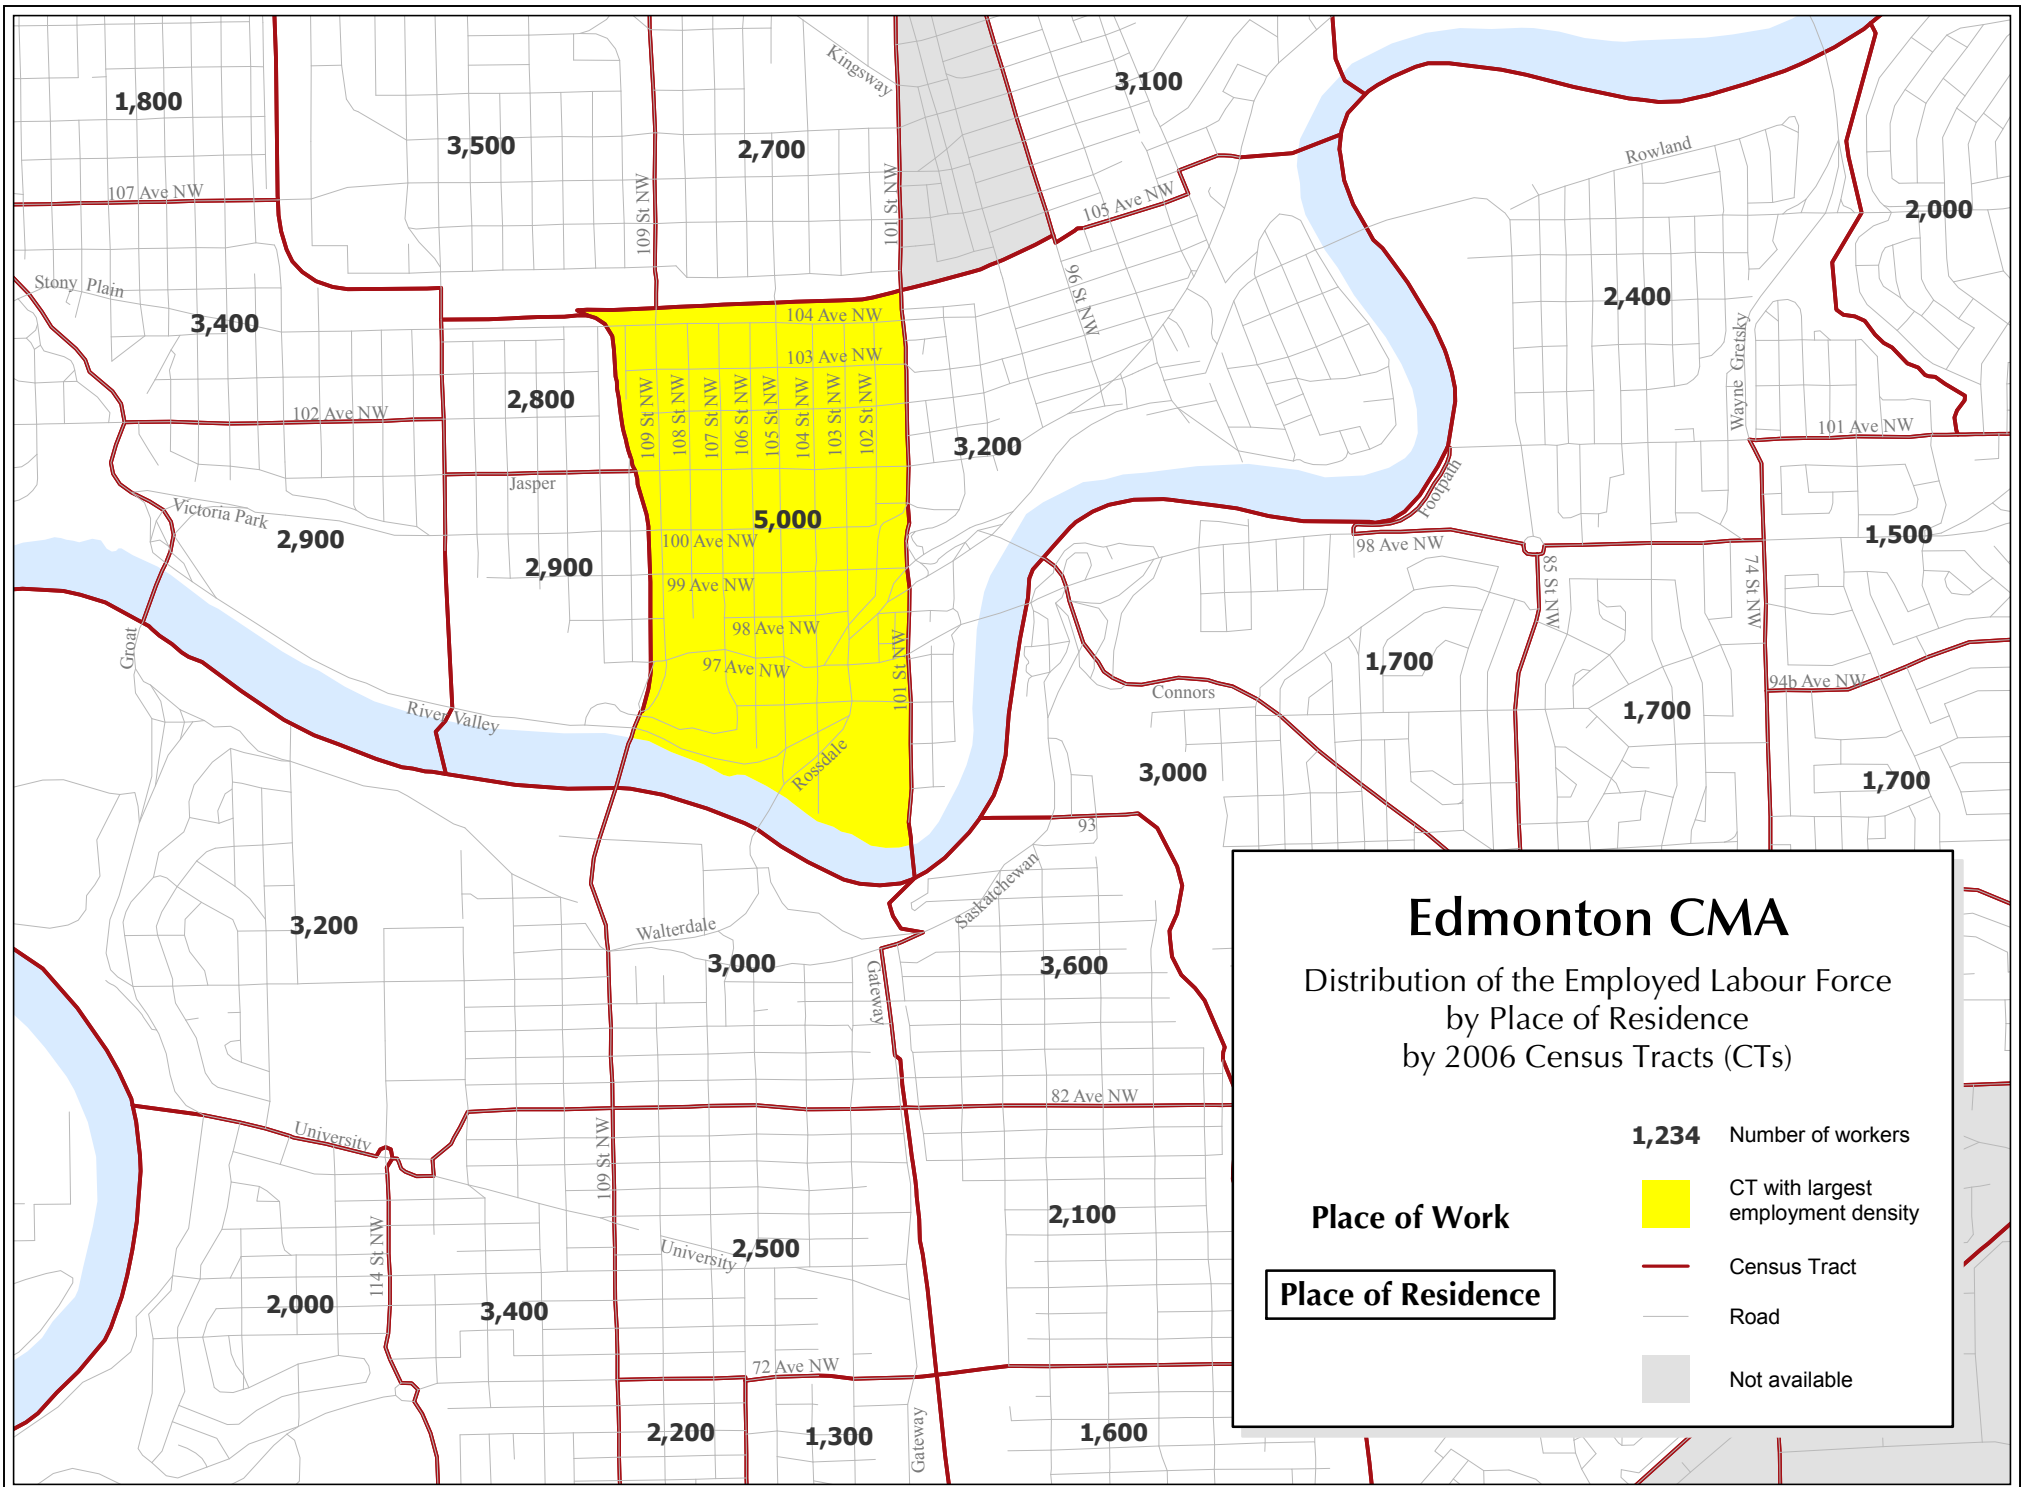 Kingsway
3,100
1,800
3,500
2,700
Rowland
107 Ave NW
109 St NW
101 St NW
105 Ave NW
2,000
Stony Plain
96 St NW
2,400
3,400
104 Ave NW
103 Ave NW
Wayne Gretsky
2,800
102 Ave NW
109 St NW
108 St NW
107 St NW
106 St NW
105 St NW
104 St NW
103 St NW
102 St NW
101 Ave NW
3,200
Jasper
Footpath
Victoria Park
2,900
5,000
1,500
100 Ave NW
98 Ave NW
2,900
99 Ave NW
85 St NW
74 St NW
98 Ave NW
Groat
97 Ave NW
101 St NW
1,700
94b Ave NW
Connors
1,700
River Valley
Rossdale
3,000
1,700
93
Saskatchewan
3,200
Walterdale
3,000
Gateway
3,600
82 Ave NW
University
109 St NW
2,100
114 St NW
University
2,500
2,000
3,400
72 Ave NW
2,200
1,300
Gateway
1,600
Edmonton CMA
Distribution of the Employed Labour Force
by Place of Residence
by 2006 Census Tracts (CTs)
Place of Work
Place of Residence
1,234 Number of workers
CT with largest
employment density
Census Tract
Road
Not available